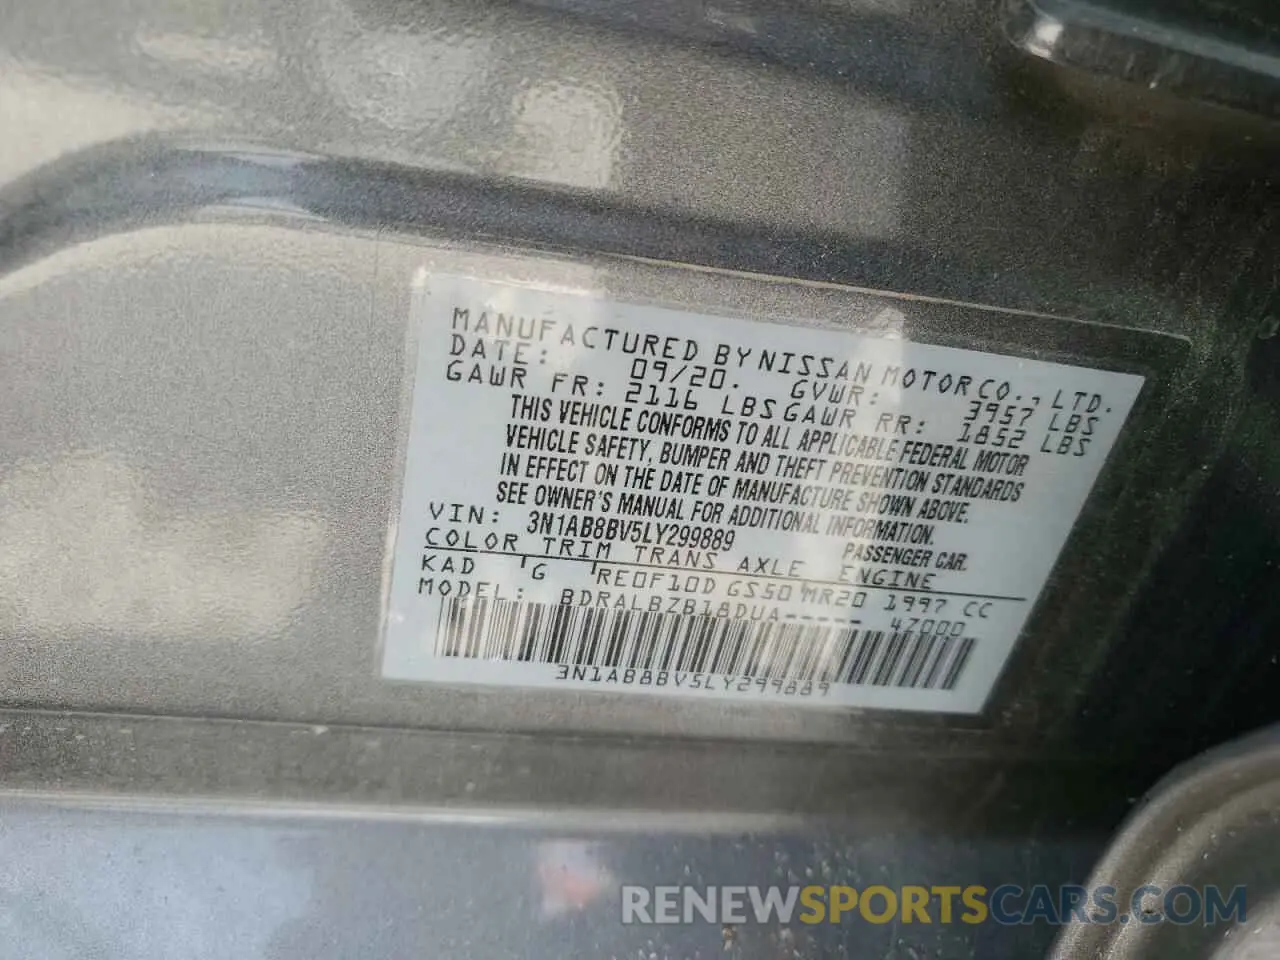 MANUFACTURED BY NISSAN MOTOR CO., LTD.
DATE: 09/20. GVWR: 3957 LBS
GAWR FR: 2116 LBS GAWR RR: 1852 LBS
THIS VEHICLE CONFORMS TO ALL APPLICABLE FEDERAL MOTOR
VEHICLE SAFETY, BUMPER AND THEFT PREVENTION STANDARDS
IN EFFECT ON THE DATE OF MANUFACTURE SHOWN ABOVE.
SEE OWNER'S MANUAL FOR ADDITIONAL INFORMATION.
VIN: 3N1AB8BV5LY299889 PASSENGER CAR.
COLOR TRIM TRANS AXLE ENGINE
KAD G RE0F10D GS50 MR20 1997 CC
MODEL: BDRALBZB18DUA----- 47000
3N1AB8BV5LY299889
RENEWSPORTSCARS.COM